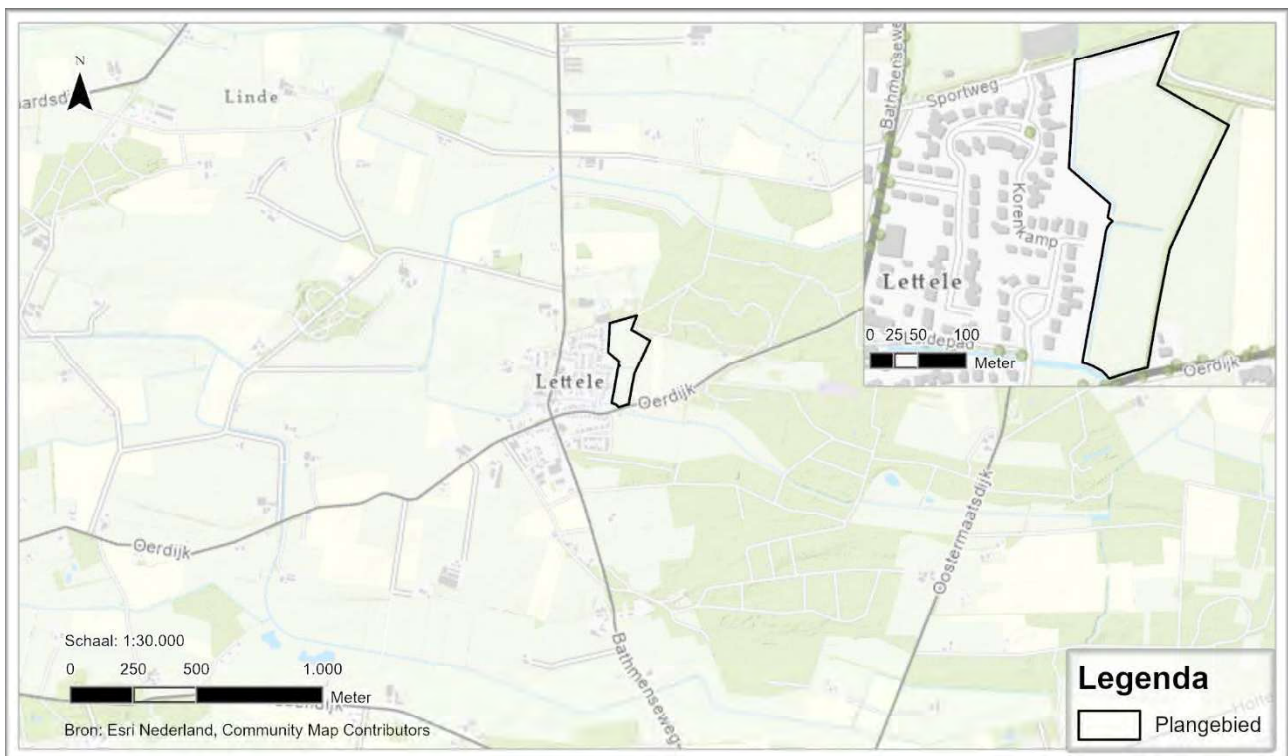 N
Linde
Lettele
Oerdijk
Oerdijk
Oostermaatsdijk
Bathmenseweg
Schaal: 1:30.000
0 250 500 1.000
Meter
Bron: Esri Nederland, Community Map Contributors
Bathmenseweg
Sportweg
Korenkamp
Lettele
0 25 50 100
Meter
Oerdijk
Legenda
Plangebied